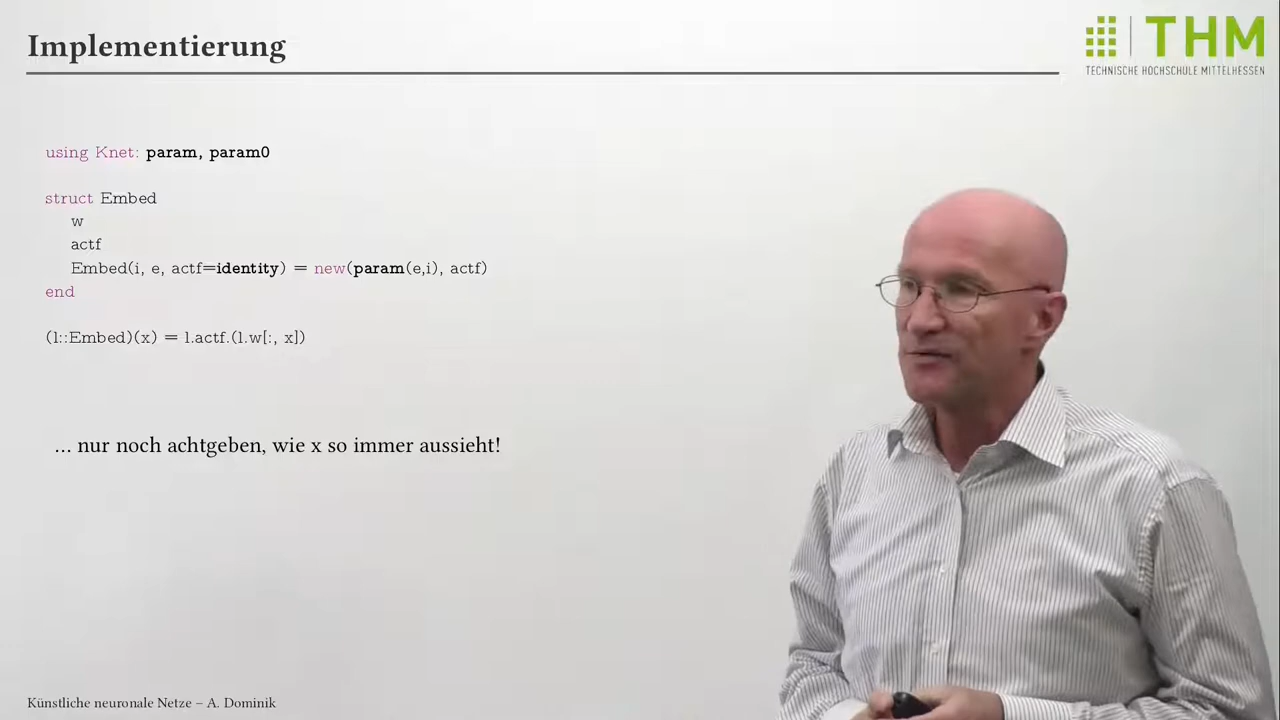 Implementierung
THM
TECHNISCHE HOCHSCHULE MITTELHESSEN
using Knet: param, param0
struct Embed
w
actf
Embed(i, e, actf=identity) = new(param(e,i), actf)
end
(l::Embed)(x) = l.actf.(l.w[:, x])
... nur noch achtgeben, wie x so immer aussieht!
Künstliche neuronale Netze – A. Dominik